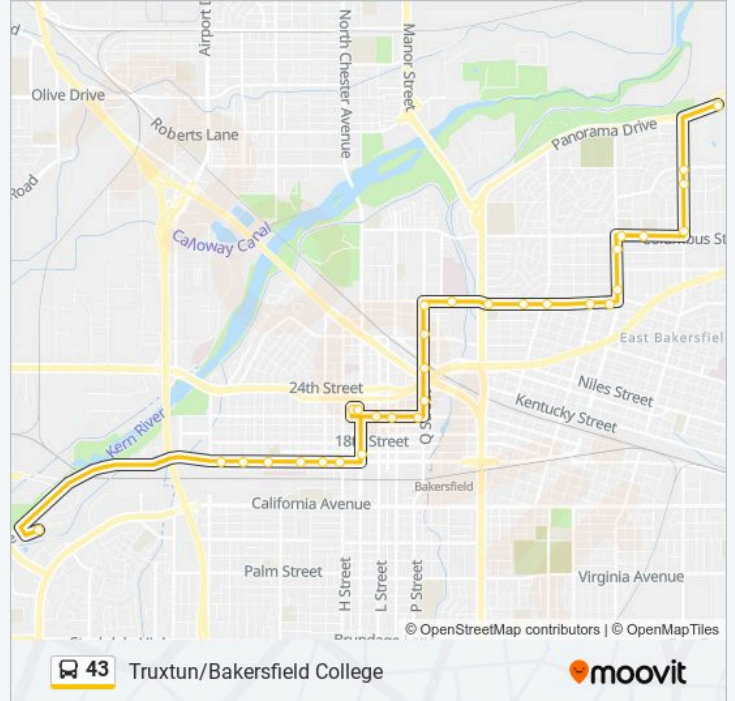 Airport
North Chester Avenue
Manor Street
Olive Drive
Roberts Lane
Panorama Drive
Road
Calloway Canal
Columbus St
East Bakersfiel
24th Street
Niles Street
Kentucky Street
Kern River
18th Street
Q Street
Bakersfield
California Avenue
Palm Street
H Street
L Street
P Street
Virginia Avenue
© OpenStreetMap contributors | © OpenMapTiles
43
Truxtun/Bakersfield College
moovit